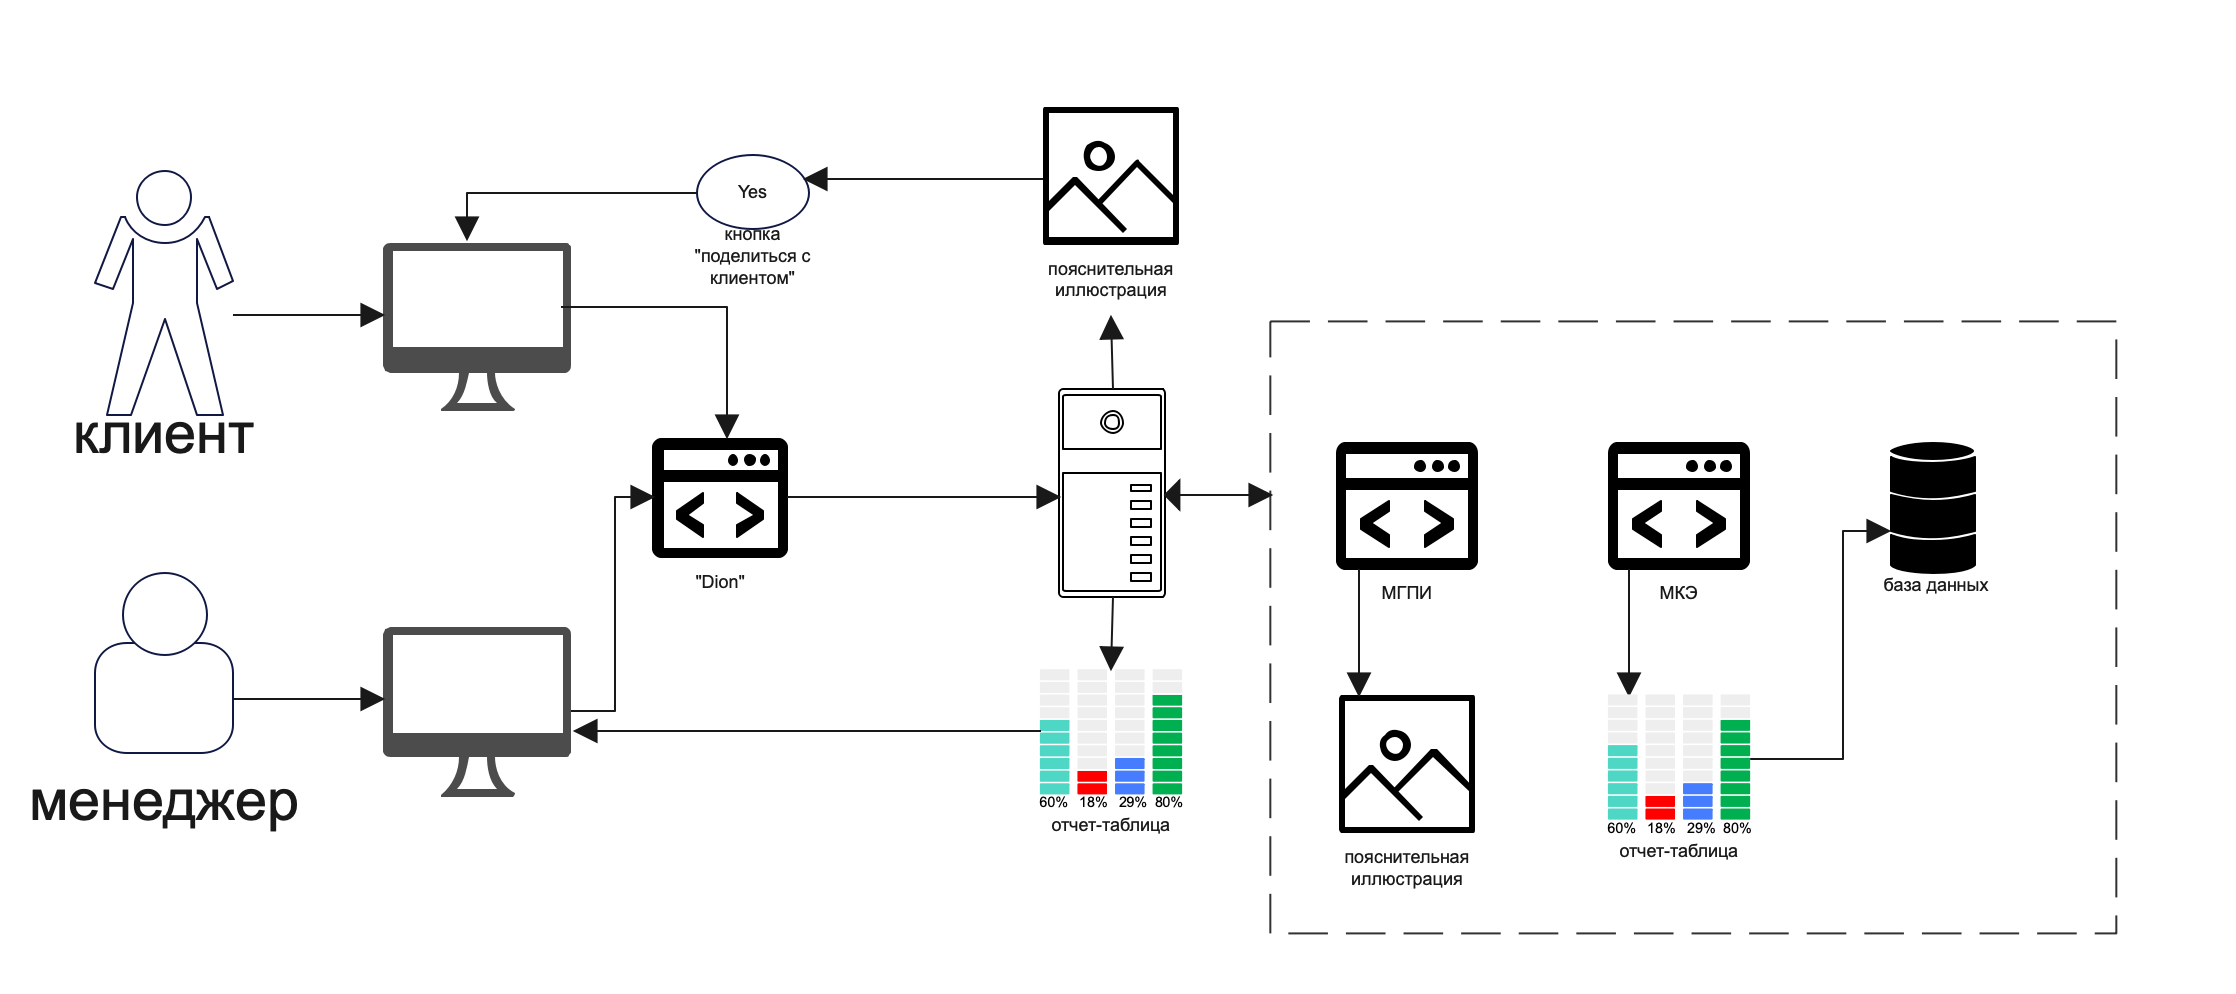 Yes
кнопка
"поделиться с
клиентом"
пояснительная
иллюстрация
клиент
"Dion"
МГПИ
МКЭ
база данных
менеджер
60% 18% 29% 80%
отчет-таблица
60% 18% 29% 80%
отчет-таблица
пояснительная
иллюстрация